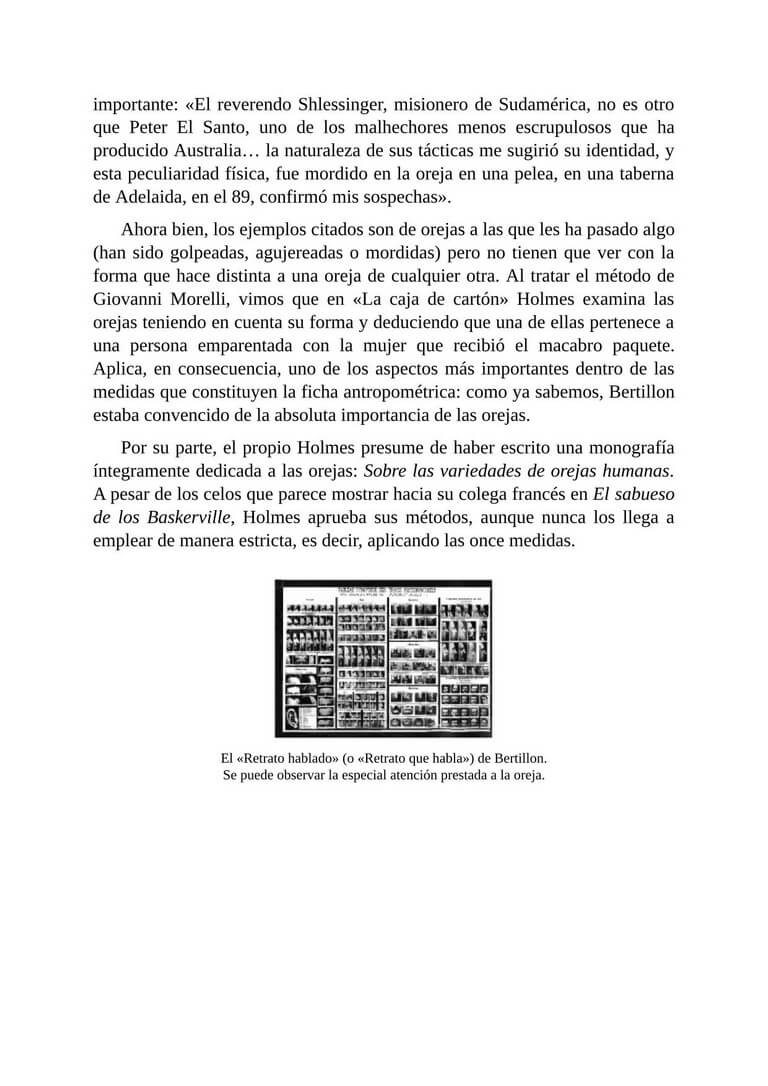 importante: «El reverendo Shlessinger, misionero de Sudamérica, no es otro
que Peter El Santo, uno de los malhechores menos escrupulosos que ha
producido Australia… la naturaleza de sus tácticas me sugirió su identidad, y
esta peculiaridad física, fue mordido en la oreja en una pelea, en una taberna
de Adelaida, en el 89, confirmó mis sospechas».
Ahora bien, los ejemplos citados son de orejas a las que les ha pasado algo
(han sido golpeadas, agujereadas o mordidas) pero no tienen que ver con la
forma que hace distinta a una oreja de cualquier otra. Al tratar el método de
Giovanni Morelli, vimos que en «La caja de cartón» Holmes examina las
orejas teniendo en cuenta su forma y deduciendo que una de ellas pertenece a
una persona emparentada con la mujer que recibió el macabro paquete.
Aplica, en consecuencia, uno de los aspectos más importantes dentro de las
medidas que constituyen la ficha antropométrica: como ya sabemos, Bertillon
estaba convencido de la absoluta importancia de las orejas.
Por su parte, el propio Holmes presume de haber escrito una monografía
íntegramente dedicada a las orejas: Sobre las variedades de orejas humanas.
A pesar de los celos que parece mostrar hacia su colega francés en El sabueso
de los Baskerville, Holmes aprueba sus métodos, aunque nunca los llega a
emplear de manera estricta, es decir, aplicando las once medidas.
El «Retrato hablado» (o «Retrato que habla») de Bertillon.
Se puede observar la especial atención prestada a la oreja.